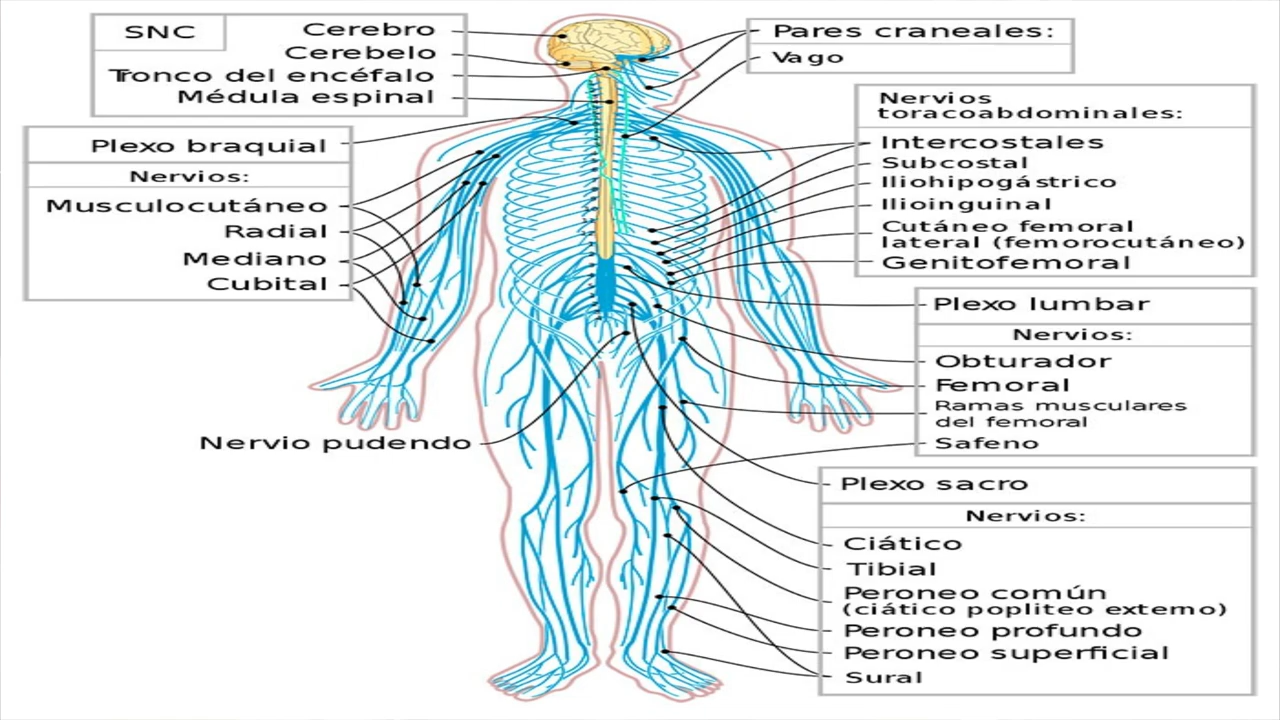 SNC
Cerebro
Cerebelo
Tronco del encéfalo
Médula espinal
Plexo braquial
Nervios:
Musculocutáneo
Radial
Mediano
Cubital
Nervio pudendo
Pares craneales:
Vago
Nervios
toracoabdominales:
Intercostales
Subcostal
Iliohipogástrico
Ilioinguinal
Cutáneo femoral
lateral (femorocutáneo)
Genitofemoral
Plexo lumbar
Nervios:
Obturador
Femoral
Ramas musculares
del femoral
Safeno
Plexo sacro
Nervios:
Ciático
Tibial
Peroneo común
(ciático popliteo externo)
Peroneo profundo
Peroneo superficial
Sural